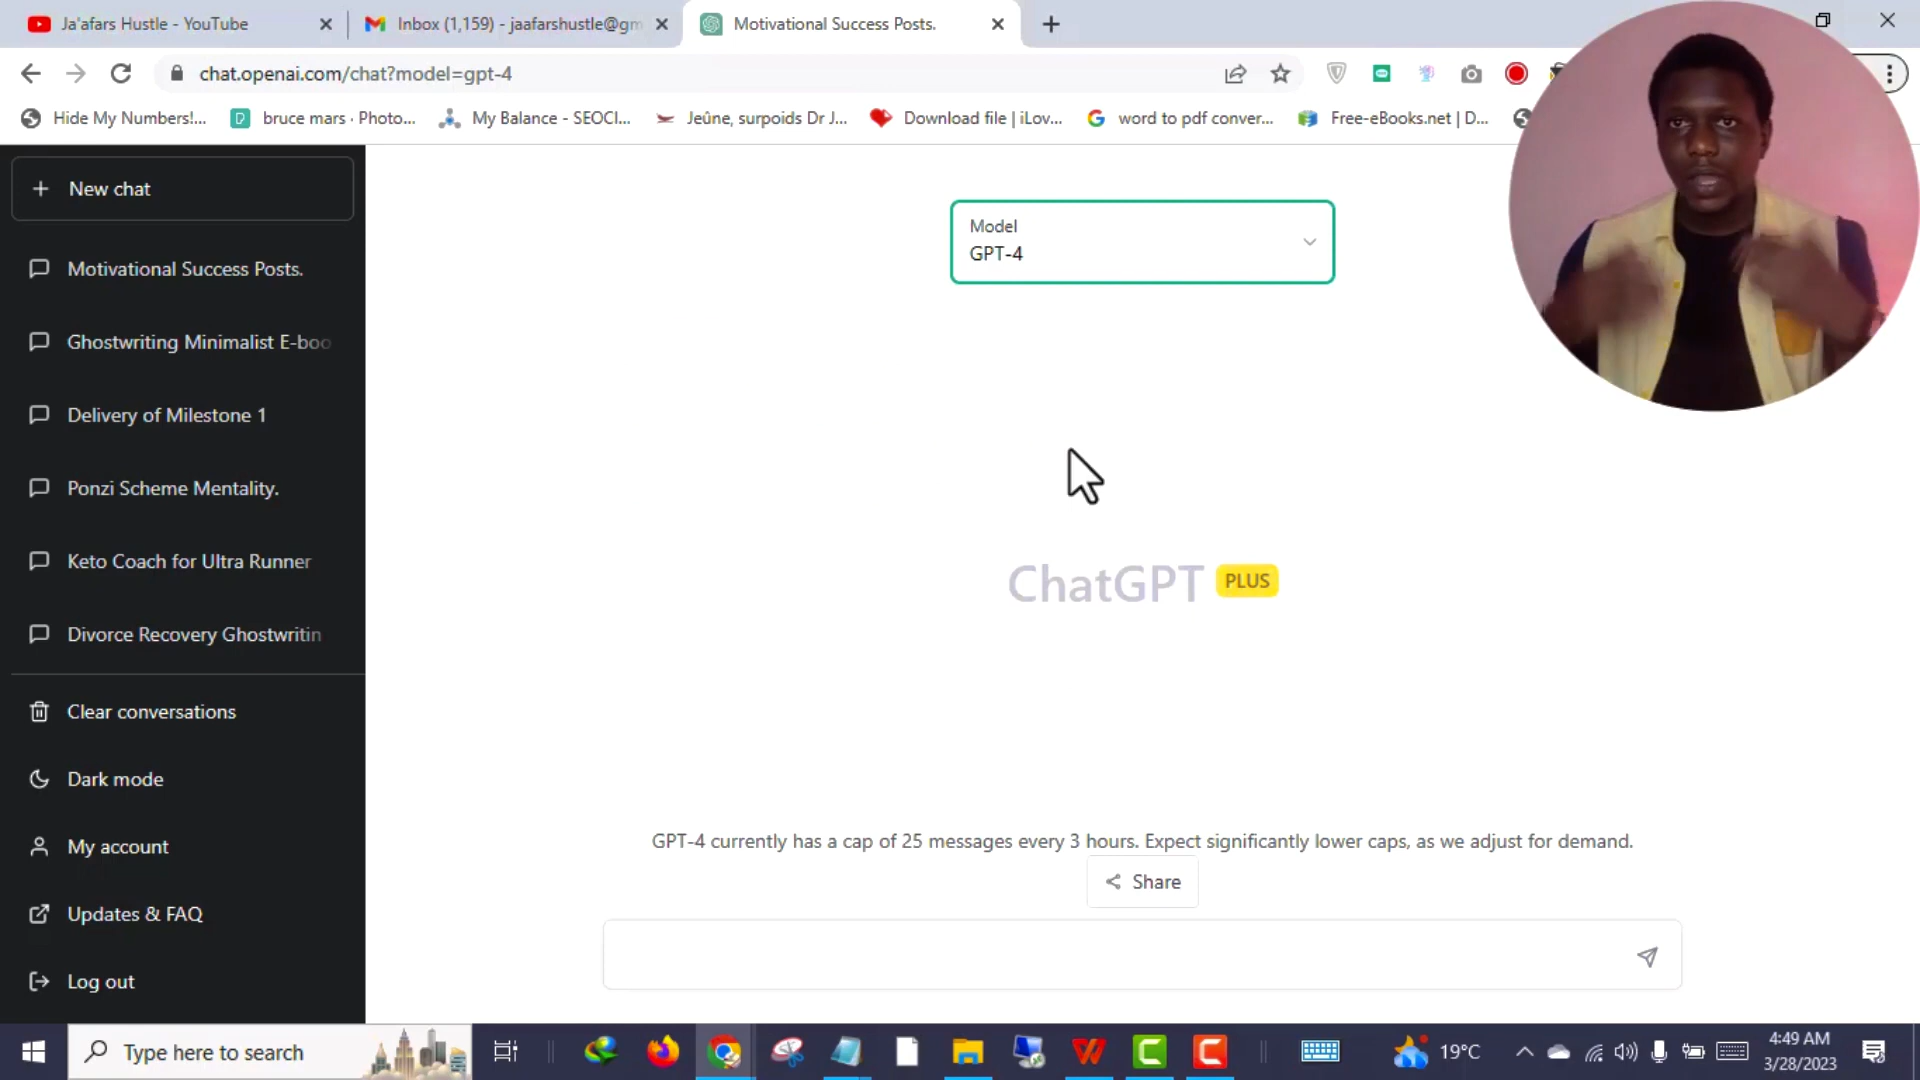 Ja'afars Hustle - YouTube
Inbox (1,159) - jaafarshustle@gm
Motivational Success Posts.
chat.openai.com/chat?model=gpt-4
Hide My Numbers!...
bruce mars · Photo...
My Balance - SEOCl...
Jeûne, surpoids Dr J...
Download file | iLov...
word to pdf conver...
Free-eBooks.net | D...
New chat
Motivational Success Posts.
Ghostwriting Minimalist E-boo
Delivery of Milestone 1
Ponzi Scheme Mentality.
Keto Coach for Ultra Runner
Divorce Recovery Ghostwritin
Clear conversations
Dark mode
My account
Updates & FAQ
Log out
Model
GPT-4
ChatGPT PLUS
GPT-4 currently has a cap of 25 messages every 3 hours. Expect significantly lower caps, as we adjust for demand.
Share
Type here to search
19°C
4:49 AM
3/28/2023